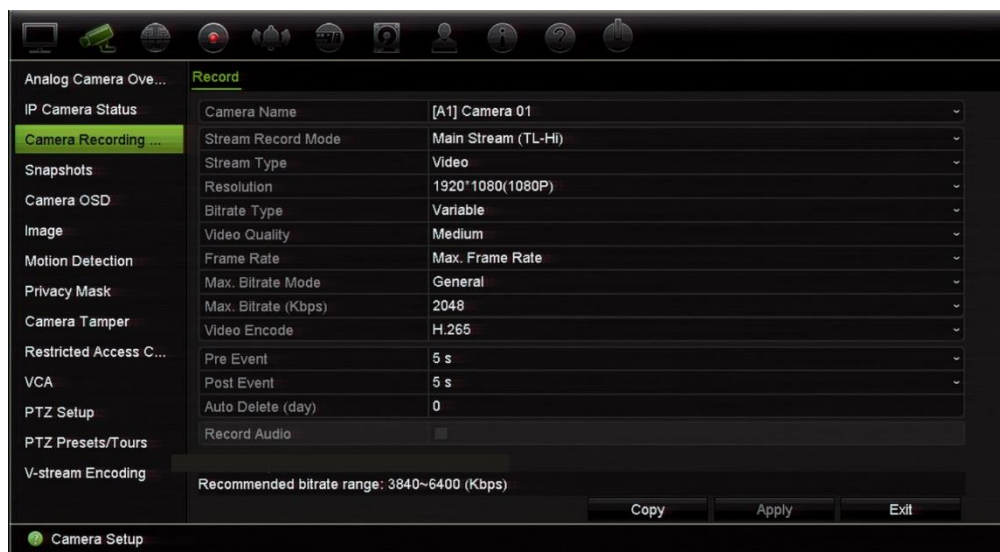 Analog Camera Ove...
IP Camera Status
Camera Recording ...
Snapshots
Camera OSD
Image
Motion Detection
Privacy Mask
Camera Tamper
Restricted Access C...
VCA
PTZ Setup
PTZ Presets/Tours
V-stream Encoding
Record
Camera Name [A1] Camera 01
Stream Record Mode Main Stream (TL-Hi)
Stream Type Video
Resolution 1920*1080(1080P)
Bitrate Type Variable
Video Quality Medium
Frame Rate Max. Frame Rate
Max. Bitrate Mode General
Max. Bitrate (Kbps) 2048
Video Encode H.265
Pre Event 5 s
Post Event 5 s
Auto Delete (day) 0
Record Audio
Recommended bitrate range: 3840~6400 (Kbps)
Copy Apply Exit
Camera Setup